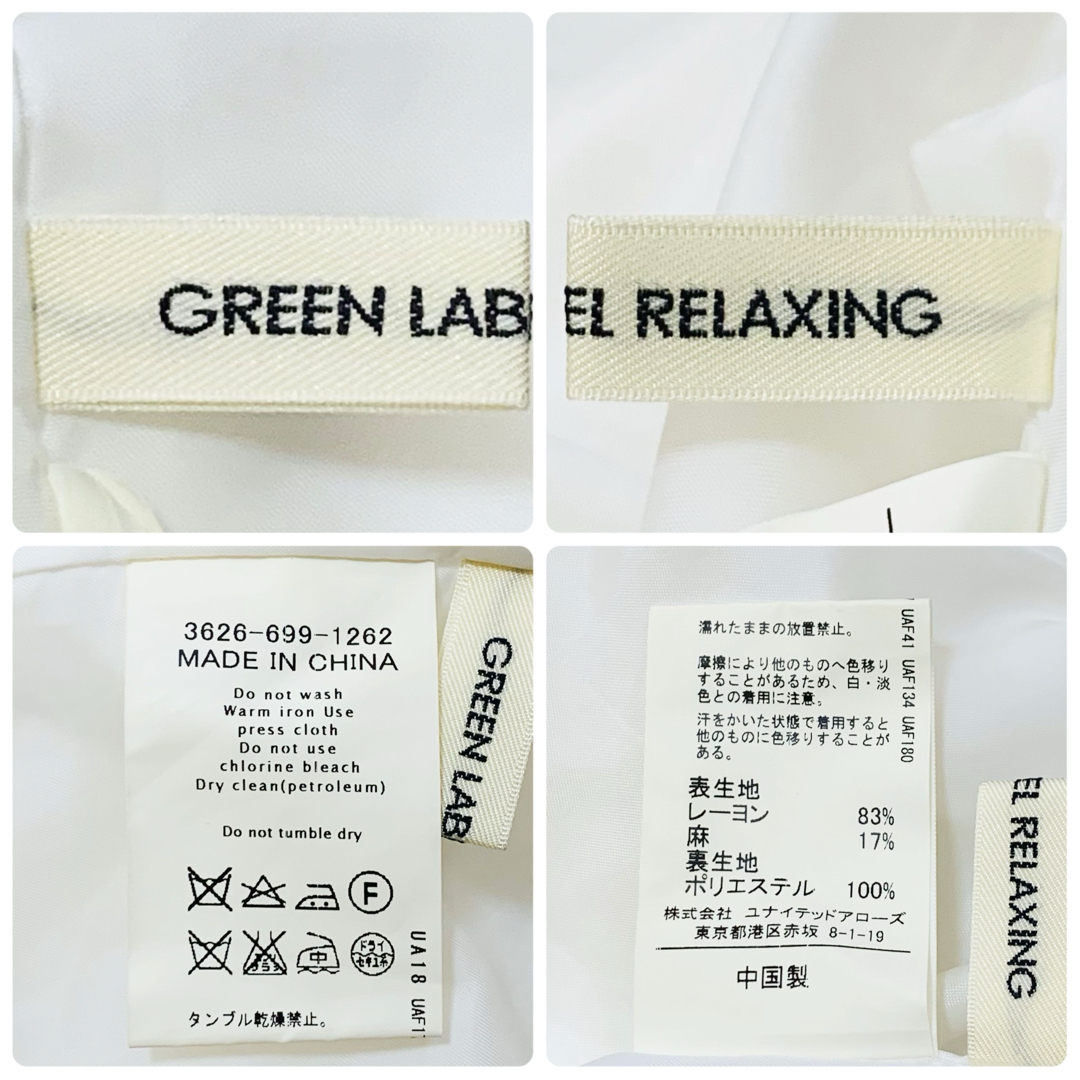 GREEN LAB
EL RELAXING
3626-699-1262
MADE IN CHINA
Do not wash
Warm iron Use
press cloth
Do not use
chlorine bleach
Dry clean(petroleum)
Do not tumble dry
F
中
ドライ
セキユ系
タンブル乾燥禁止。
UA18 UAF1
GREEN LAB
濡れたままの放置禁止。
摩擦により他のものへ色移り
することがあるため、白・淡
色との着用に注意。
汗をかいた状態で着用すると
他のものに色移りすることが
ある。
表生地
レーヨン 83%
麻 17%
裏生地
ポリエステル 100%
株式会社 ユナイテッドアローズ
東京都港区赤坂 8-1-19
中国製
UAF41 UAF134 UAF180
EL RELAXING